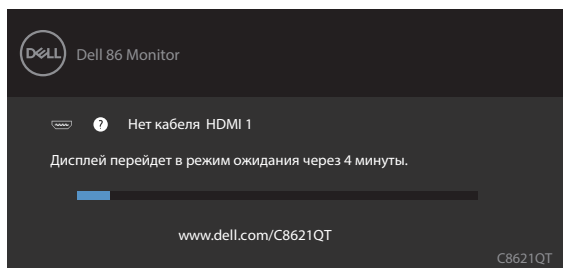 DELL
Dell 86 Monitor
? Нет кабеля HDMI 1
Дисплей перейдет в режим ожидания через 4 минуты.
www.dell.com/C8621QT
C8621QT